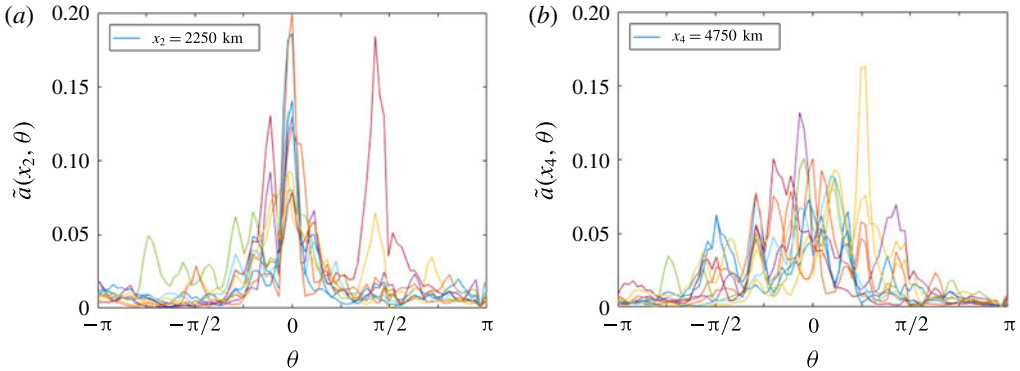 (a)
0.20
x₂ = 2250 km
0.15
0.10
0.05
0
ã(x₂, θ)
−π
−π/2
0
π/2
π
θ
(b)
0.20
x₄ = 4750 km
0.15
0.10
0.05
0
ã(x₄, θ)
−π
−π/2
0
π/2
π
θ